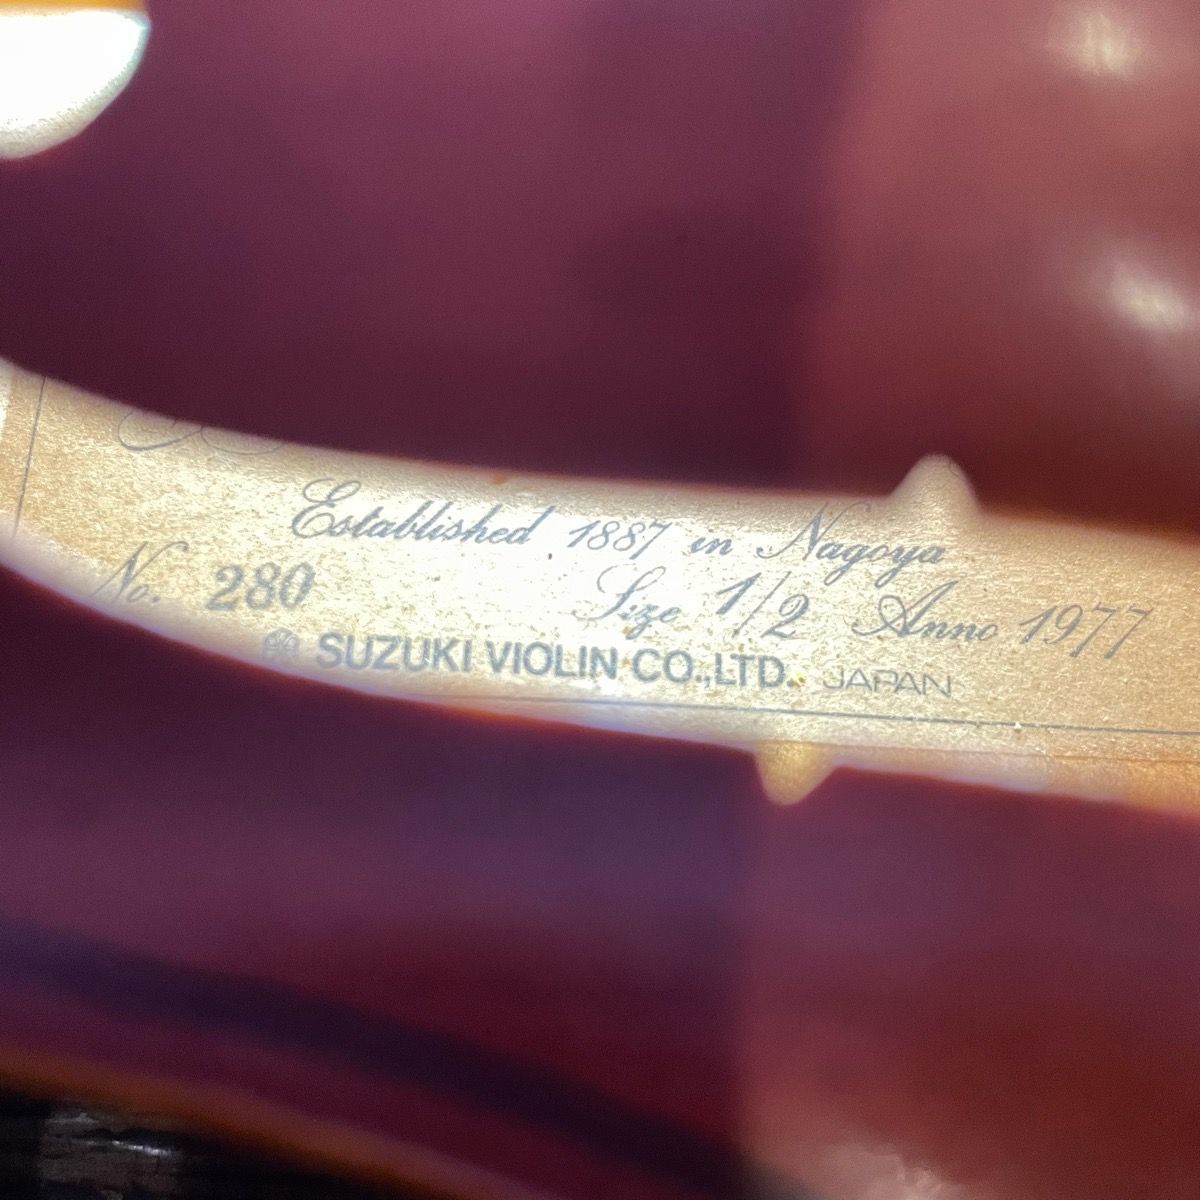 Established 1887 in Nagoya
No. 280 Size 1/2 Anno 1977
SUZUKI VIOLIN CO.,LTD. JAPAN